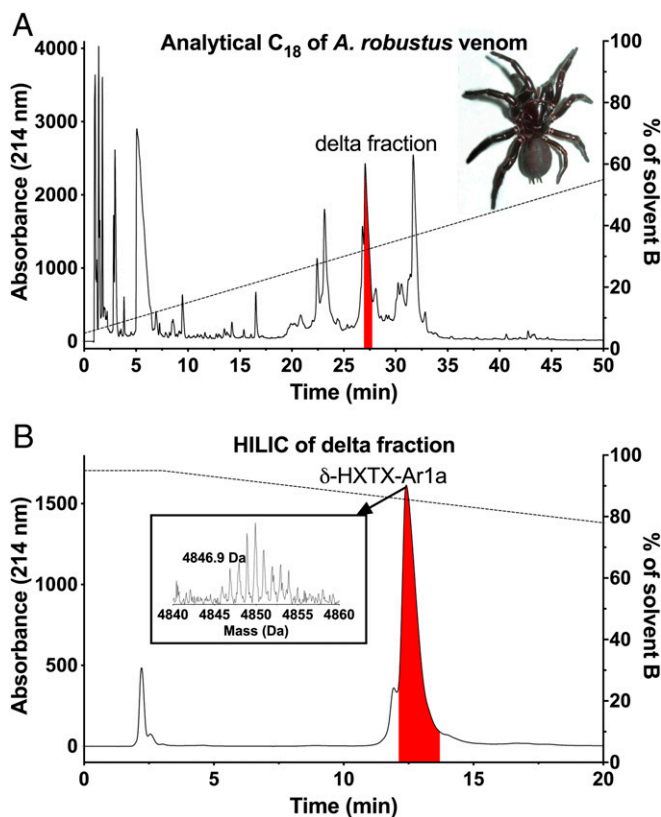 A
Analytical C18 of A. robustus venom
4000
3000
2000
1000
0
Absorbance (214 nm)
delta fraction
100
80
60
40
20
0
% of solvent B
0 5 10 15 20 25 30 35 40 45 50
Time (min)
B
HILIC of delta fraction
δ-HXTX-Ar1a
1500
1000
500
0
Absorbance (214 nm)
4846.9 Da
4840 4845 4850 4855 4860
Mass (Da)
100
80
60
40
20
0
% of solvent B
0 5 10 15 20
Time (min)